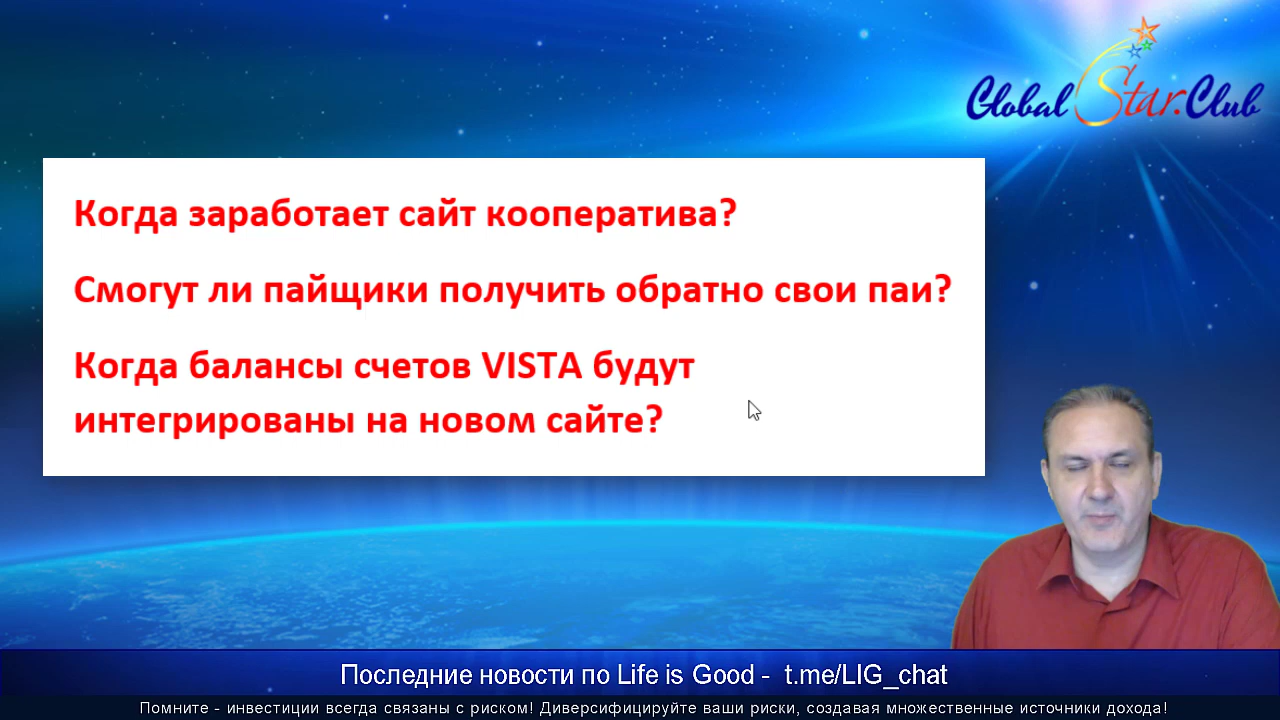 Global Star.Club
Когда заработает сайт кооператива?
Смогут ли пайщики получить обратно свои паи?
Когда балансы счетов VISTA будут
интегрированы на новом сайте?
Последние новости по Life is Good - t.me/LIG_chat
Помните - инвестиции всегда связаны с риском! Диверсифицируйте ваши риски, создавая множественные источники дохода!